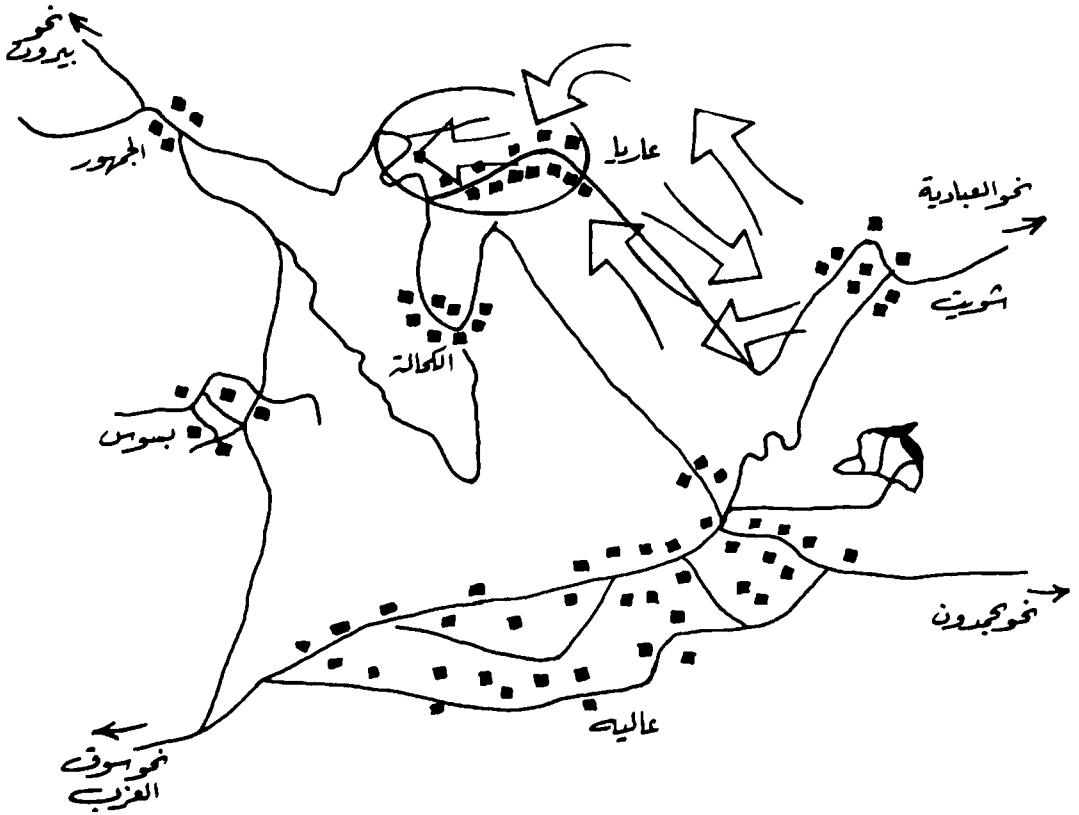 نحو
بيروت
الجمهور
عاريا
نحو العبادية
شويت
الكحالة
بسوس
نحو بحمدون
عاليه
نحو سوق
الغرب